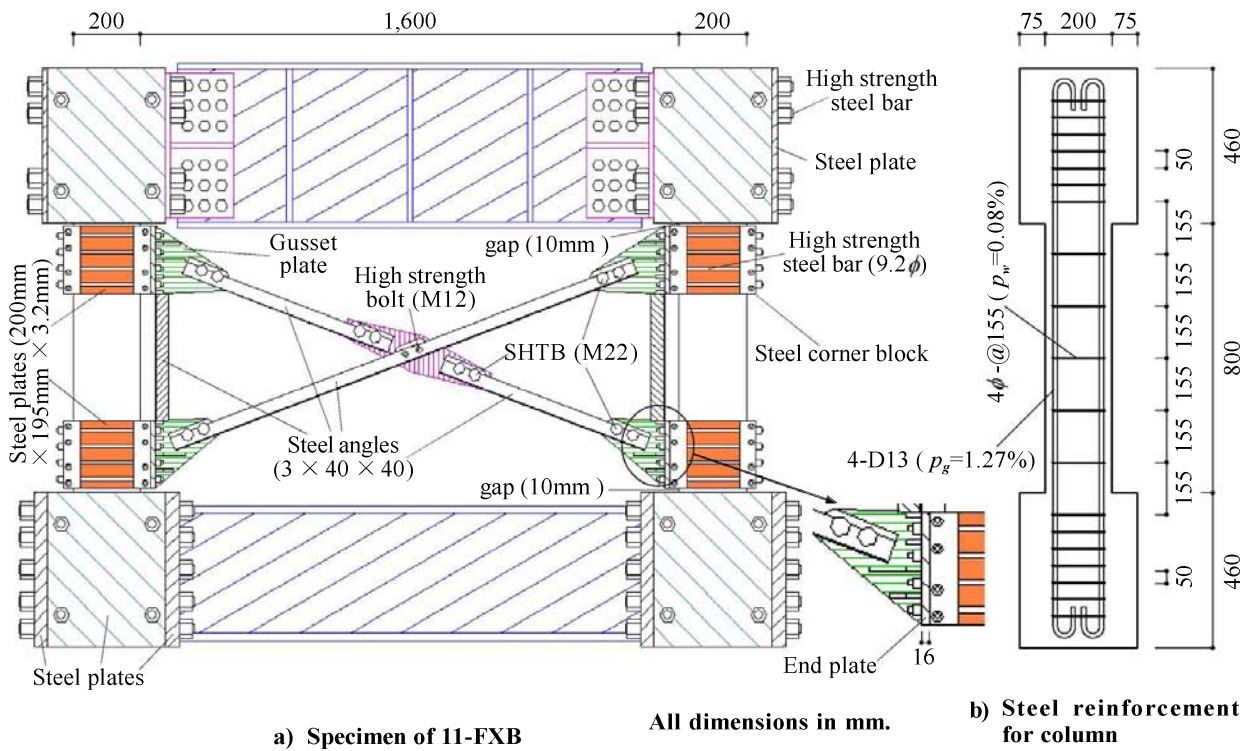 200
1,600
200
High strength
steel bar
Steel plate
Gusset
plate
gap (10mm )
High strength
bolt (M12)
High strength
steel bar (9.2ϕ)
Steel plates (200mm
× 195mm × 3.2mm)
SHTB (M22)
Steel corner block
Steel angles
(3 × 40 × 40)
gap (10mm )
End plate
16
Steel plates
a) Specimen of 11-FXB
All dimensions in mm.
75
200
75
4ϕ-@155 ( pw=0.08%)
4-D13 ( pg=1.27%)
50
155
155
155
155
155
155
50
460
800
460
b) Steel reinforcement
for column